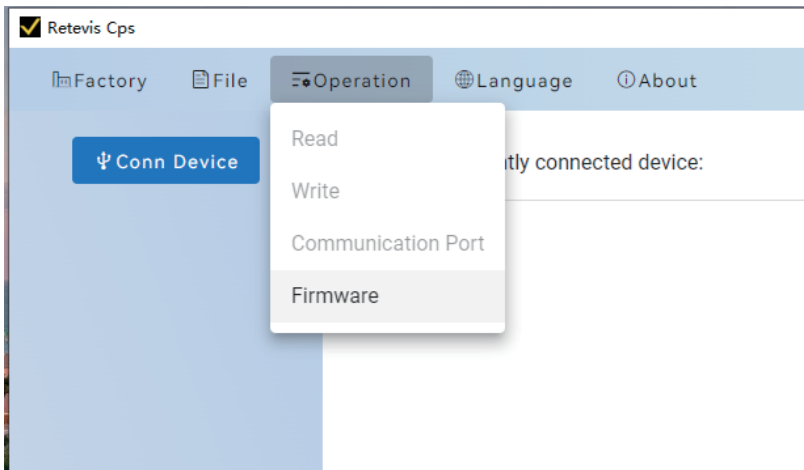 Retevis Cps
Factory File Operation Language About
Conn Device
Read
tly connected device:
Write
Communication Port
Firmware